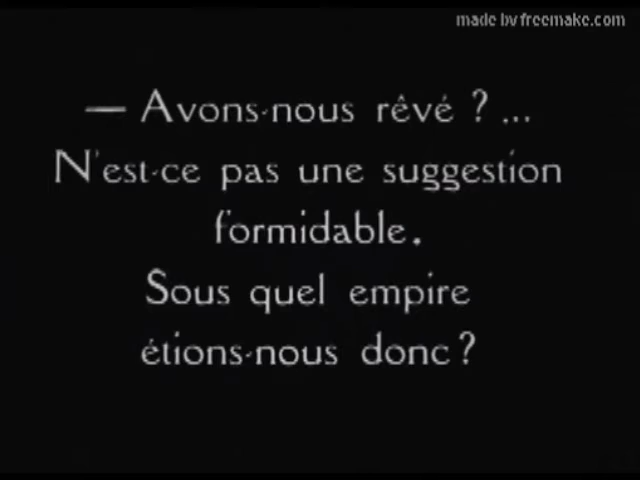 made by freemake.com
— Avons-nous rêvé ? ...
N'est-ce pas une suggestion
formidable.
Sous quel empire
étions-nous donc ?